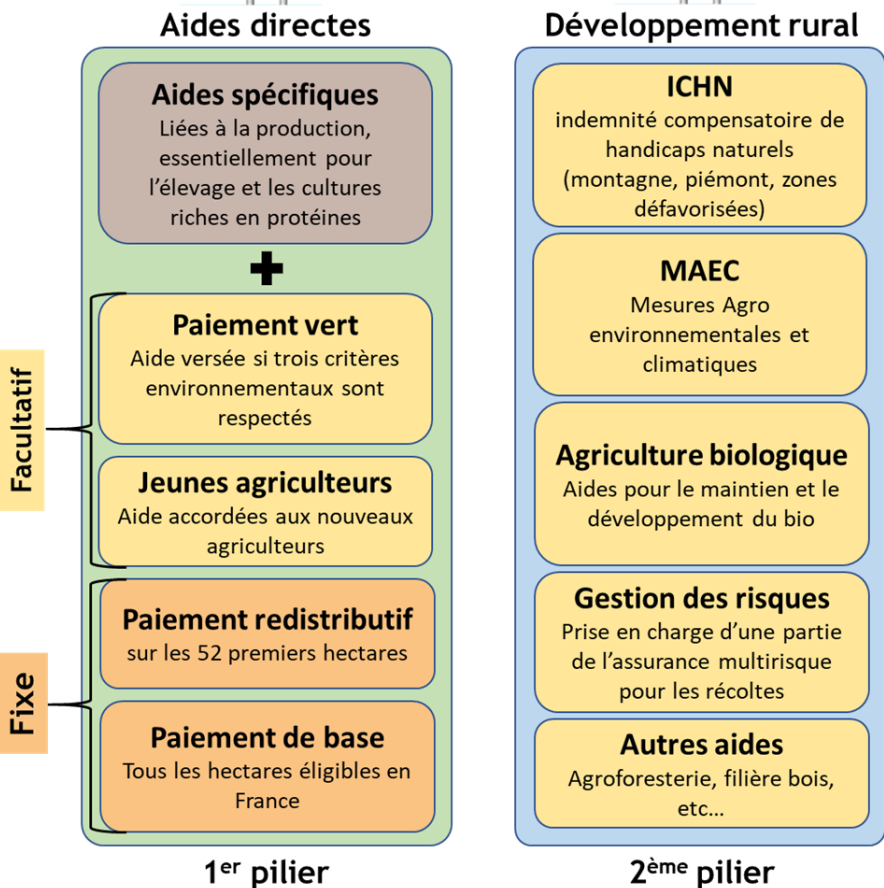 Aides directes
Aides spécifiques
Liées à la production,
essentiellement pour
l'élevage et les cultures
riches en protéines
+
Facultatif
Paiement vert
Aide versée si trois critères
environnementaux sont
respectés
Jeunes agriculteurs
Aide accordées aux nouveaux
agriculteurs
Fixe
Paiement redistributif
sur les 52 premiers hectares
Paiement de base
Tous les hectares éligibles en
France
1er pilier
Développement rural
ICHN
indemnité compensatoire de
handicaps naturels
(montagne, piémont, zones
défavorisées)
MAEC
Mesures Agro
environnementales et
climatiques
Agriculture biologique
Aides pour le maintien et le
développement du bio
Gestion des risques
Prise en charge d'une partie
de l'assurance multirisque
pour les récoltes
Autres aides
Agroforesterie, filière bois,
etc…
2ème pilier